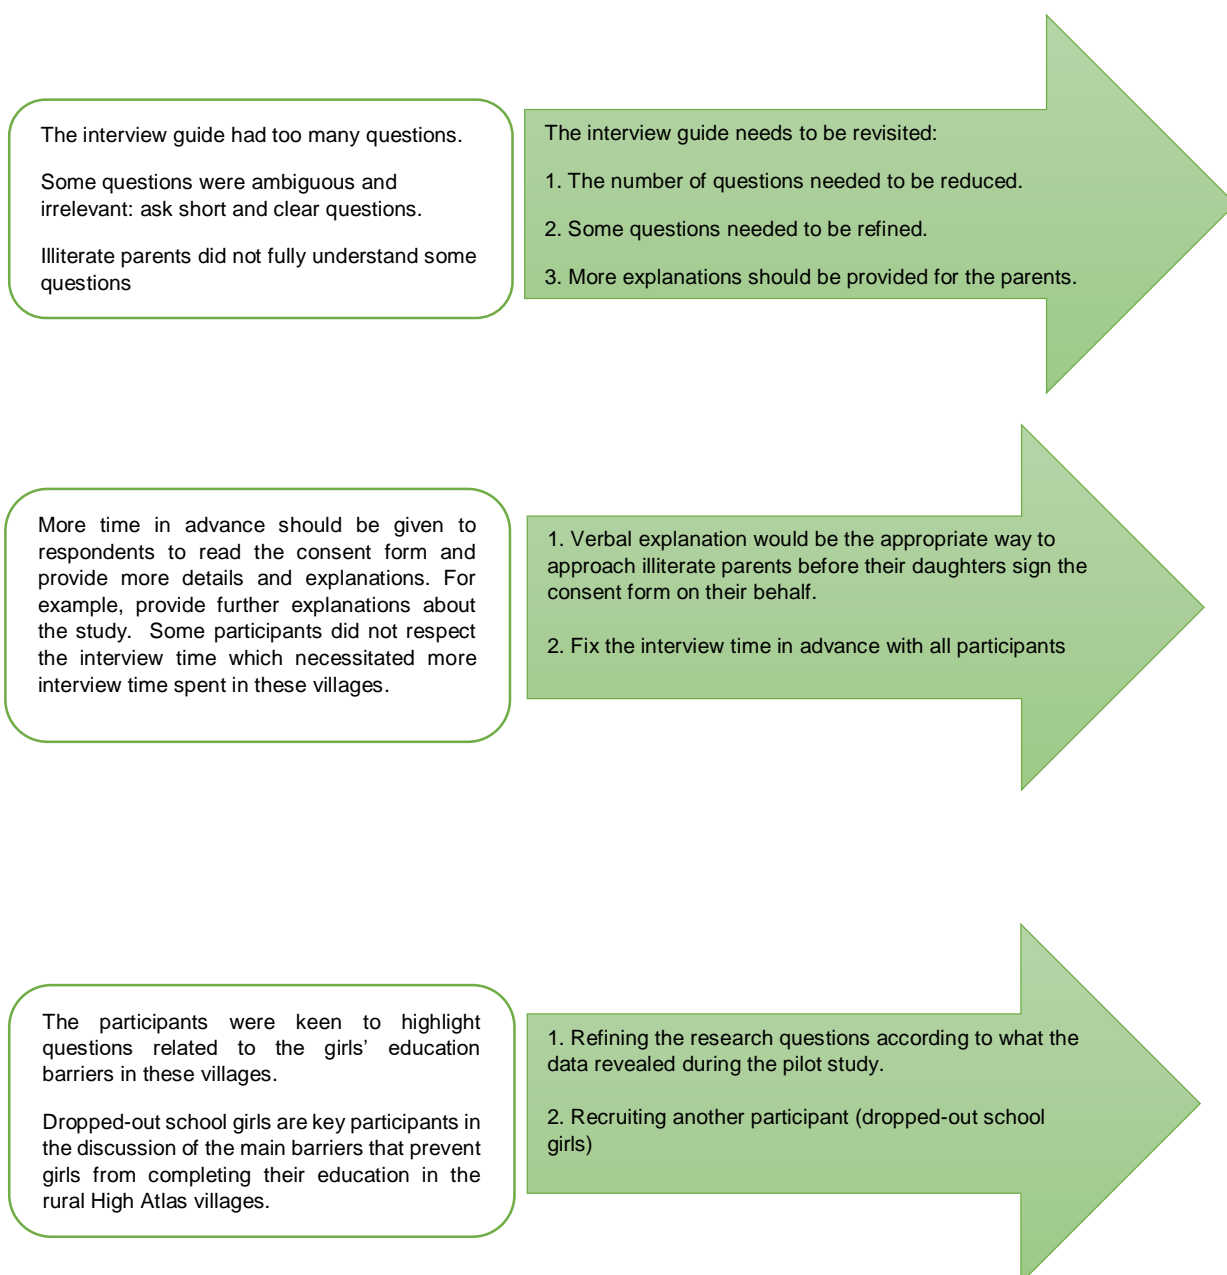 The interview guide had too many questions.
Some questions were ambiguous and
irrelevant: ask short and clear questions.
Illiterate parents did not fully understand some
questions
The interview guide needs to be revisited:
1. The number of questions needed to be reduced.
2. Some questions needed to be refined.
3. More explanations should be provided for the parents.
More time in advance should be given to
respondents to read the consent form and
provide more details and explanations. For
example, provide further explanations about
the study. Some participants did not respect
the interview time which necessitated more
interview time spent in these villages.
1. Verbal explanation would be the appropriate way to
approach illiterate parents before their daughters sign the
consent form on their behalf.
2. Fix the interview time in advance with all participants
The participants were keen to highlight
questions related to the girls’ education
barriers in these villages.
Dropped-out school girls are key participants in
the discussion of the main barriers that prevent
girls from completing their education in the
rural High Atlas villages.
1. Refining the research questions according to what the
data revealed during the pilot study.
2. Recruiting another participant (dropped-out school
girls)